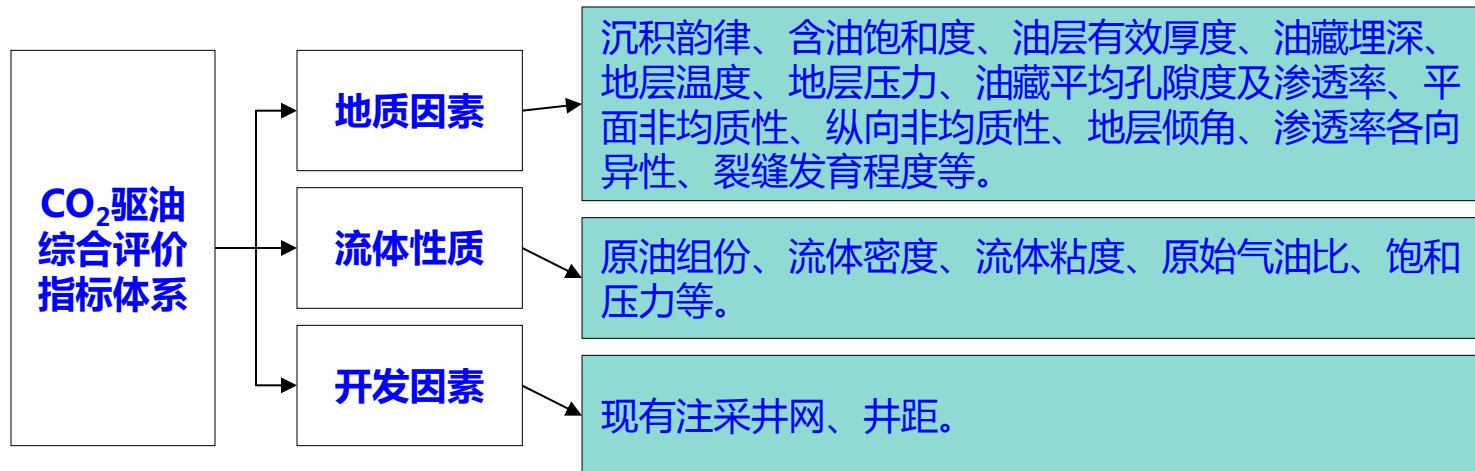 CO₂驱油
综合评价
指标体系
地质因素
沉积韵律、含油饱和度、油层有效厚度、油藏埋深、
地层温度、地层压力、油藏平均孔隙度及渗透率、平
面非均质性、纵向非均质性、地层倾角、渗透率各向
异性、裂缝发育程度等。
流体性质
原油组份、流体密度、流体粘度、原始气油比、饱和
压力等。
开发因素
现有注采井网、井距。